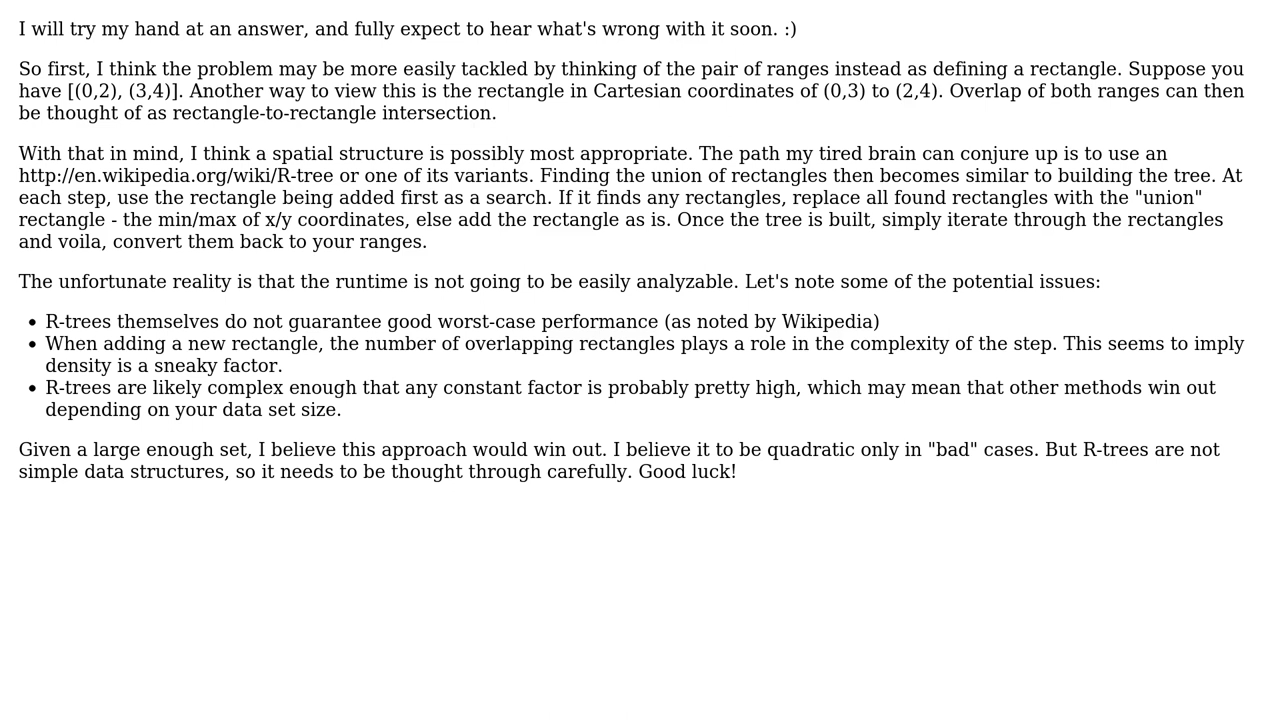 I will try my hand at an answer, and fully expect to hear what's wrong with it soon. :)
So first, I think the problem may be more easily tackled by thinking of the pair of ranges instead as defining a rectangle. Suppose you
have [(0,2), (3,4)]. Another way to view this is the rectangle in Cartesian coordinates of (0,3) to (2,4). Overlap of both ranges can then
be thought of as rectangle-to-rectangle intersection.
With that in mind, I think a spatial structure is possibly most appropriate. The path my tired brain can conjure up is to use an
http://en.wikipedia.org/wiki/R-tree or one of its variants. Finding the union of rectangles then becomes similar to building the tree. At
each step, use the rectangle being added first as a search. If it finds any rectangles, replace all found rectangles with the "union"
rectangle - the min/max of x/y coordinates, else add the rectangle as is. Once the tree is built, simply iterate through the rectangles
and voila, convert them back to your ranges.
The unfortunate reality is that the runtime is not going to be easily analyzable. Let's note some of the potential issues:
• R-trees themselves do not guarantee good worst-case performance (as noted by Wikipedia)
• When adding a new rectangle, the number of overlapping rectangles plays a role in the complexity of the step. This seems to imply
density is a sneaky factor.
• R-trees are likely complex enough that any constant factor is probably pretty high, which may mean that other methods win out
depending on your data set size.
Given a large enough set, I believe this approach would win out. I believe it to be quadratic only in "bad" cases. But R-trees are not
simple data structures, so it needs to be thought through carefully. Good luck!